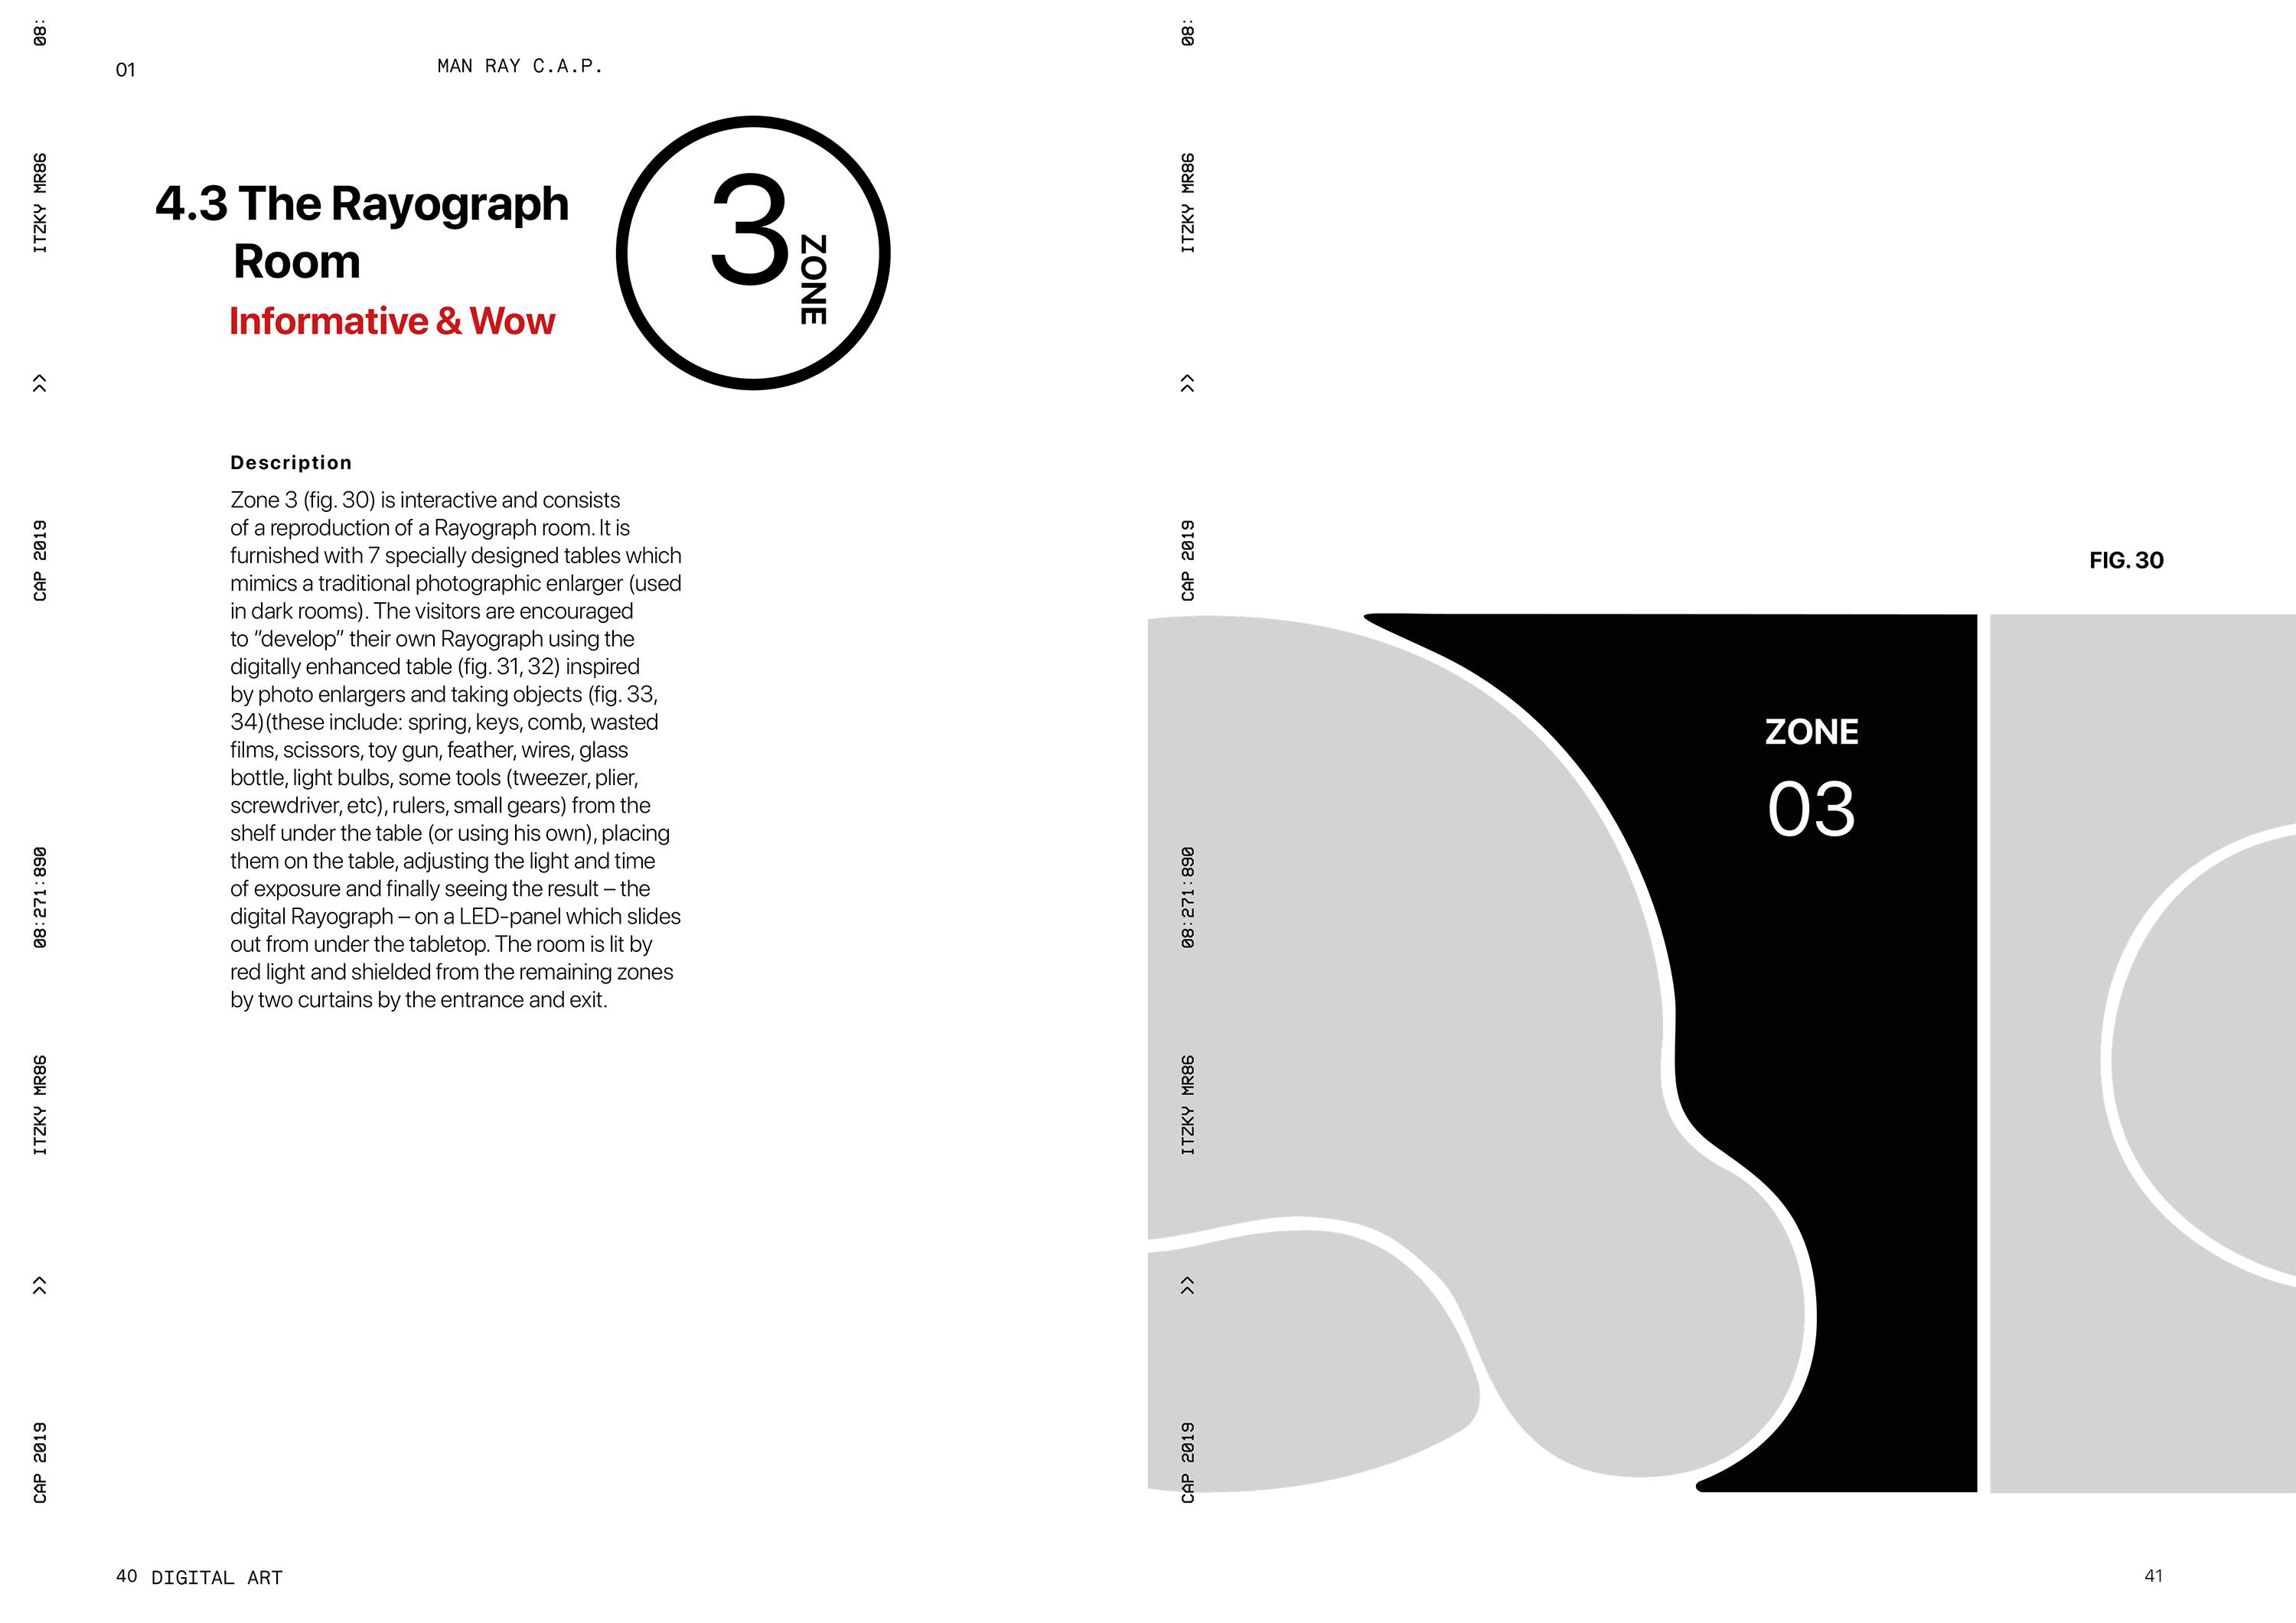 08:
ITZKY MR86
>>
CAP 2019
08:271:890
ITZKY MR86
>>
CAP 2019
01
MAN RAY C.A.P.
4.3 The Rayograph
Room
Informative & Wow
3
ZONE
Description
Zone 3 (fig. 30) is interactive and consists
of a reproduction of a Rayograph room. It is
furnished with 7 specially designed tables which
mimics a traditional photographic enlarger (used
in dark rooms). The visitors are encouraged
to “develop” their own Rayograph using the
digitally enhanced table (fig. 31, 32) inspired
by photo enlargers and taking objects (fig. 33,
34)(these include: spring, keys, comb, wasted
films, scissors, toy gun, feather, wires, glass
bottle, light bulbs, some tools (tweezer, plier,
screwdriver, etc), rulers, small gears) from the
shelf under the table (or using his own), placing
them on the table, adjusting the light and time
of exposure and finally seeing the result – the
digital Rayograph – on a LED-panel which slides
out from under the tabletop. The room is lit by
red light and shielded from the remaining zones
by two curtains by the entrance and exit.
40 DIGITAL ART
08:
ITZKY MR86
>>
CAP 2019
08:271:890
ITZKY MR86
>>
CAP 2019
FIG. 30
ZONE
03
41